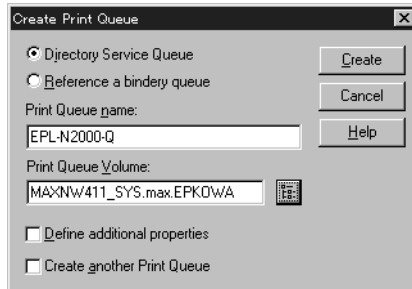 Create Print Queue
Directory Service Queue
Reference a bindery queue
Print Queue name:
EPL-N2000-Q
Print Queue Volume:
MAXNW411_SYS.max.EPKOWA
Define additional properties
Create another Print Queue
Create
Cancel
Help